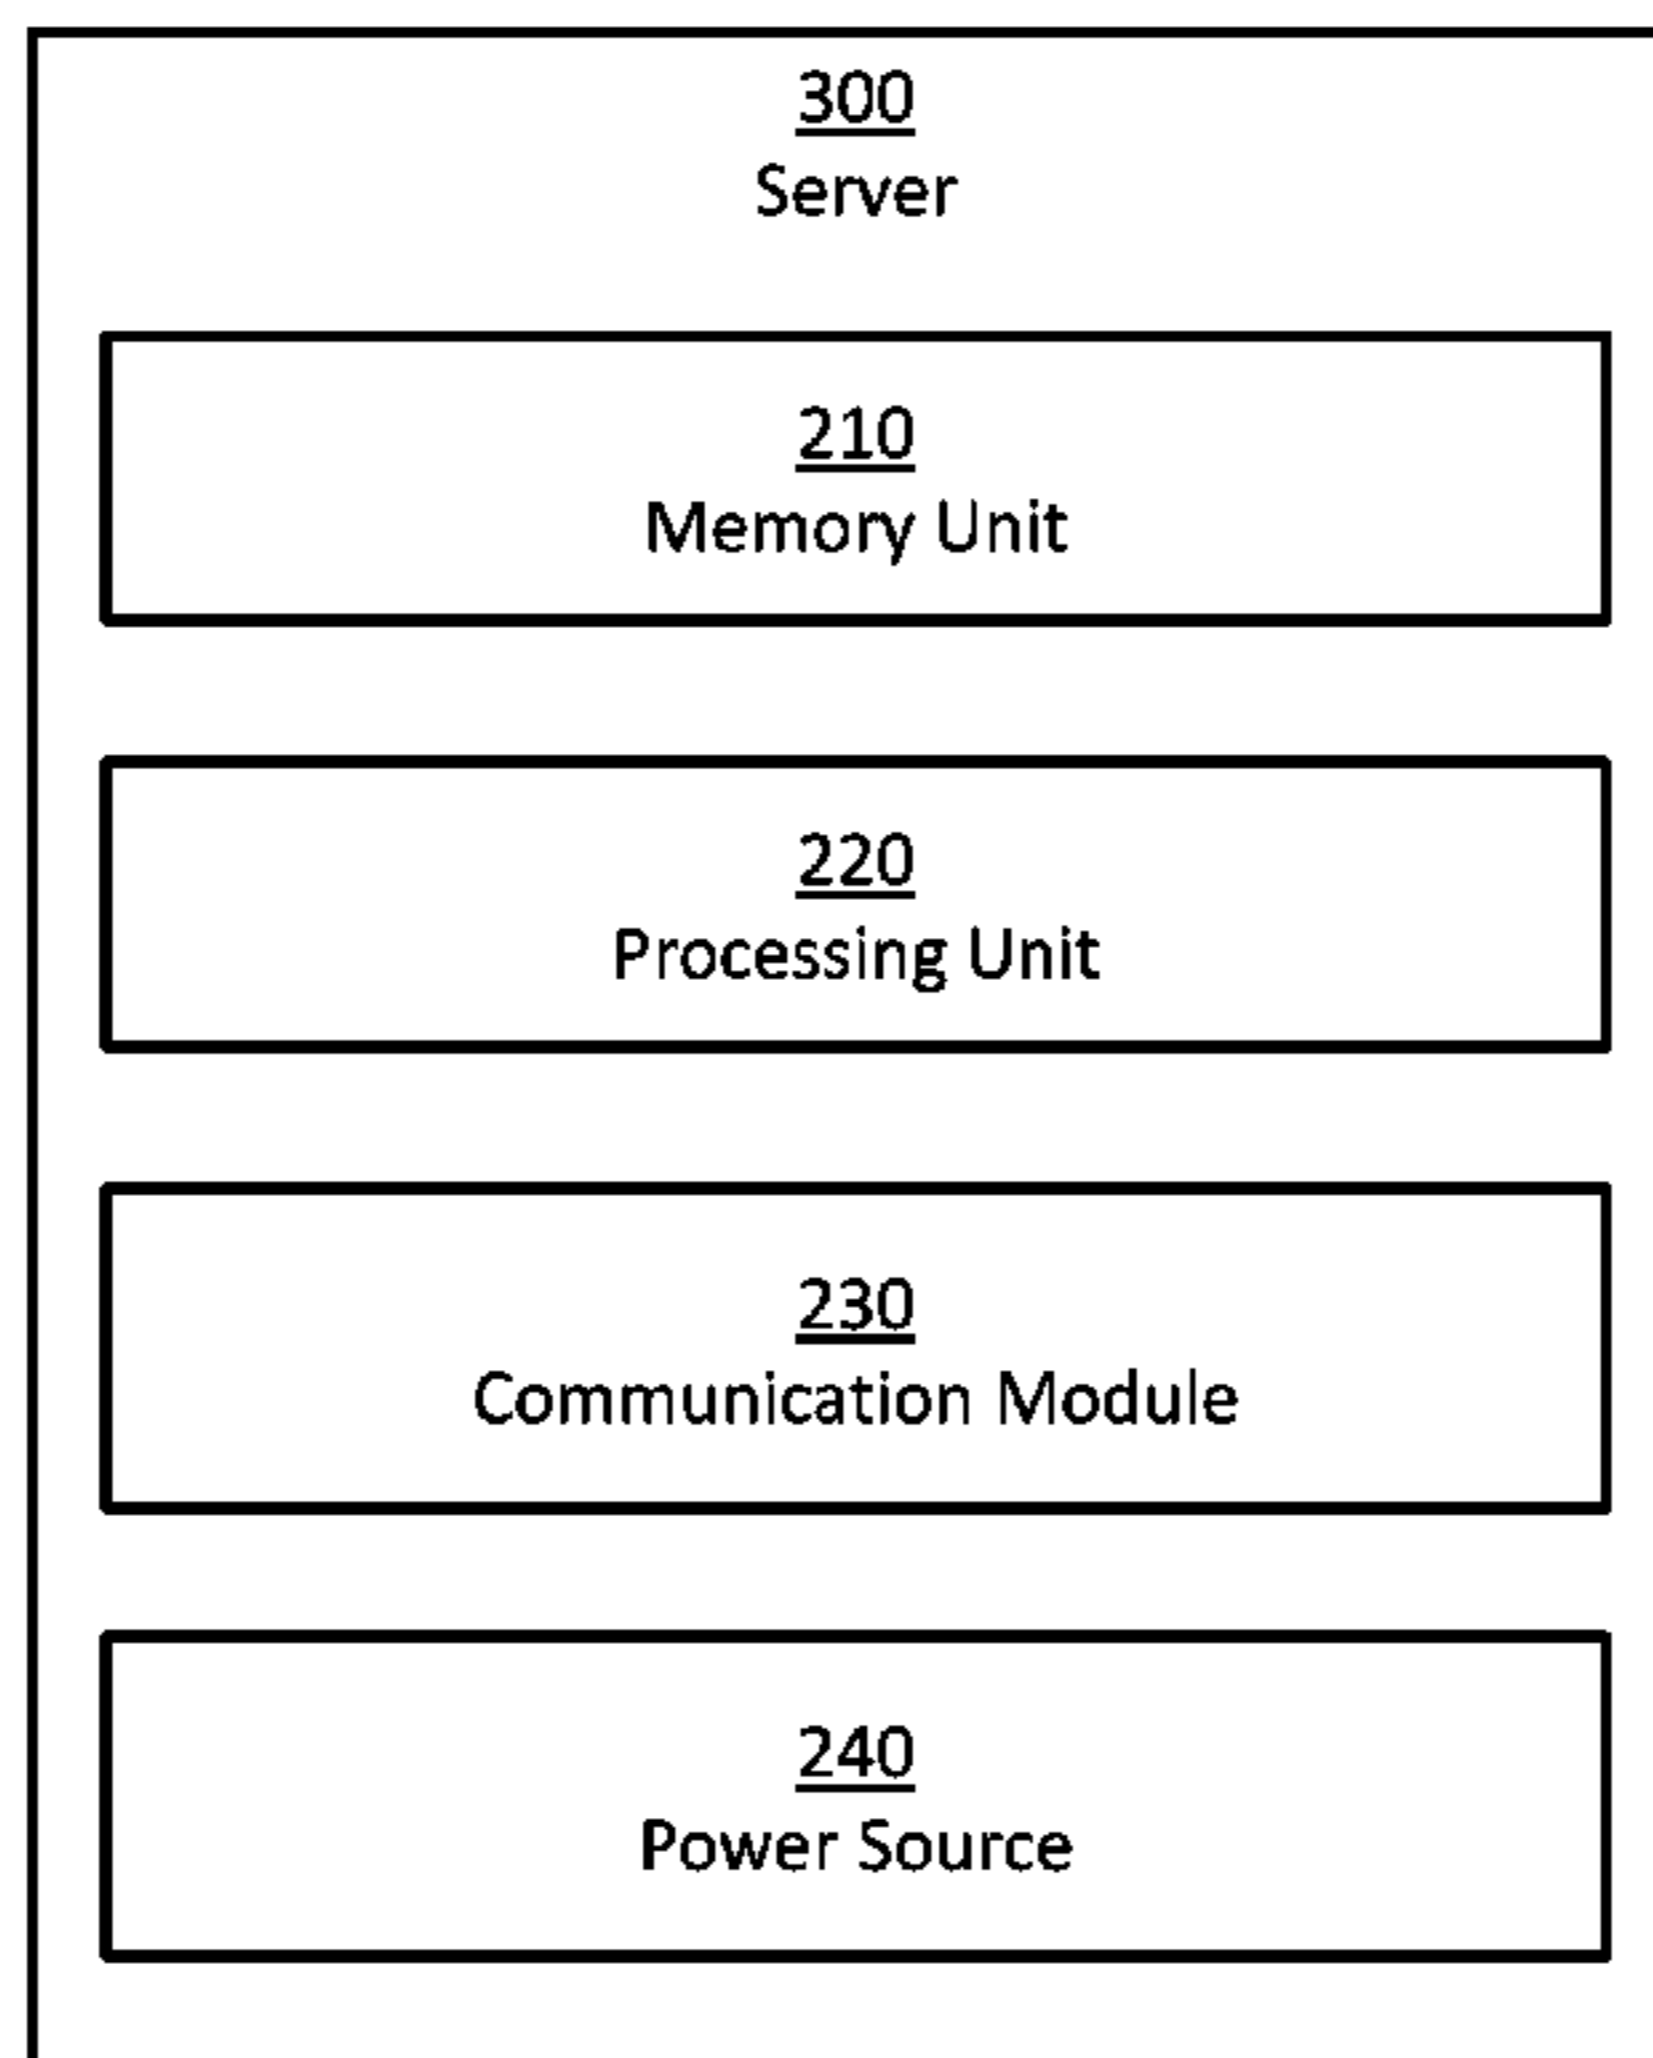 300
Server
210
Memory Unit
220
Processing Unit
230
Communication Module
240
Power Source